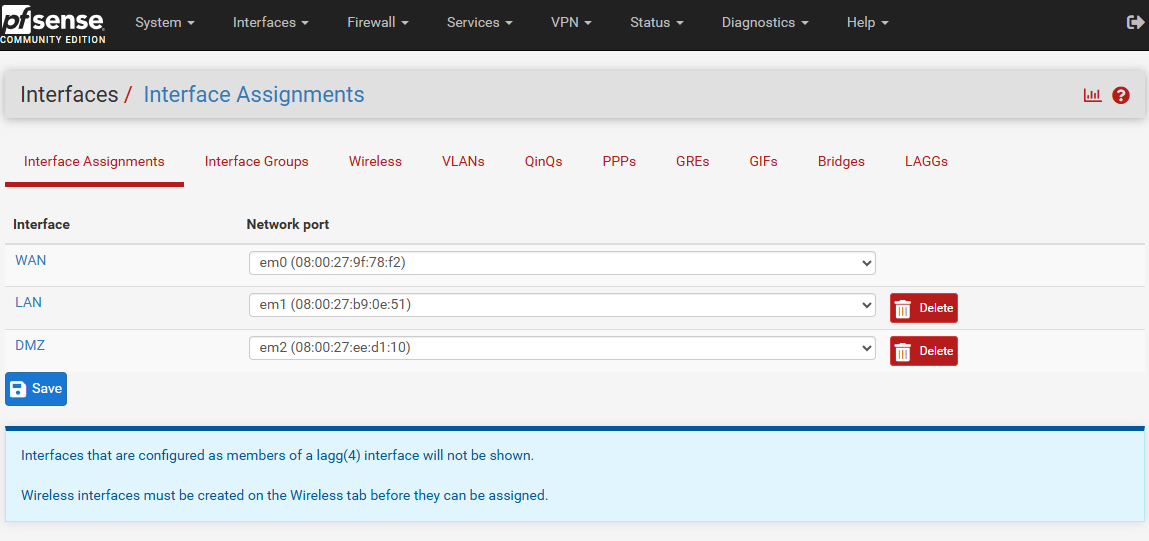 pfsense
COMMUNITY EDITION
System Interfaces Firewall Services VPN Status Diagnostics Help
Interfaces / Interface Assignments
Interface Assignments Interface Groups Wireless VLANs QinQs PPPs GREs GIFs Bridges LAGGs
Interface Network port
WAN em0 (08:00:27:9f:78:f2)
LAN em1 (08:00:27:b9:0e:51) Delete
DMZ em2 (08:00:27:ee:d1:10) Delete
Save
Interfaces that are configured as members of a lagg(4) interface will not be shown.
Wireless interfaces must be created on the Wireless tab before they can be assigned.